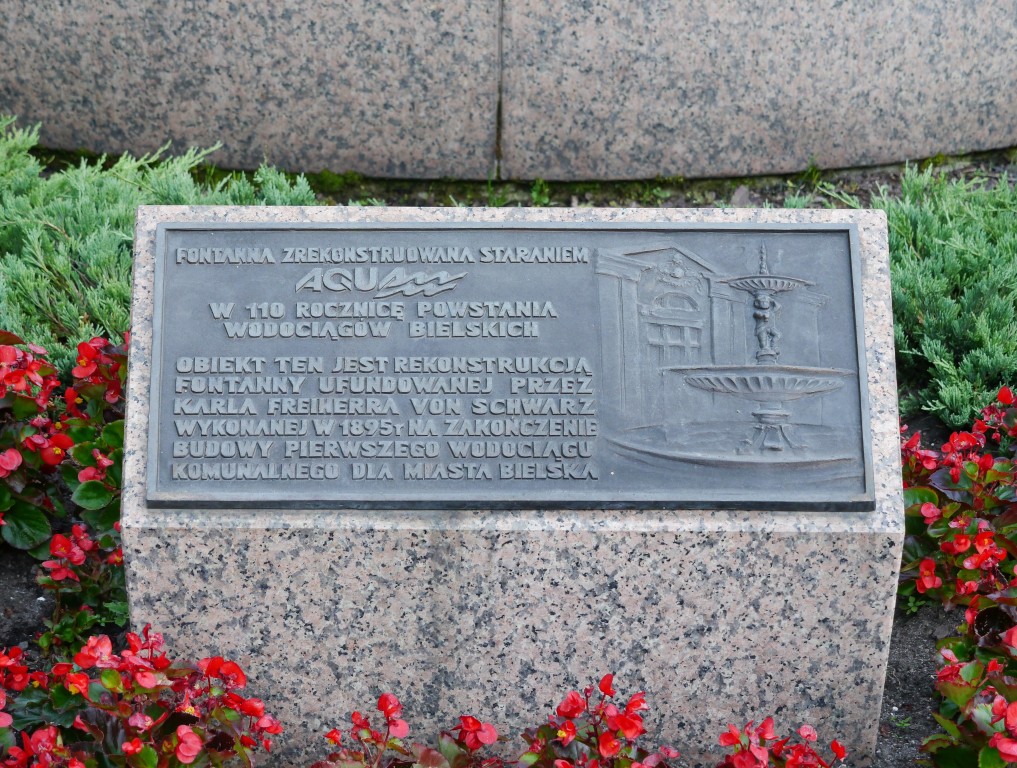 FONTANNA ZREKONSTRUOWANA STARANIEM
AQUA
W 110 ROCZNICĘ POWSTANIA
WODOCIĄGÓW BIELSKICH
OBIEKT TEN JEST REKONSTRUKCJĄ
FONTANNY UFUNDOWANEJ PRZEZ
KARLA FREIHERRA VON SCHWARZ
WYKONANEJ W 1895r NA ZAKOŃCZENIE
BUDOWY PIERWSZEGO WODOCIĄGU
KOMUNALNEGO DLA MIASTA BIELSKA